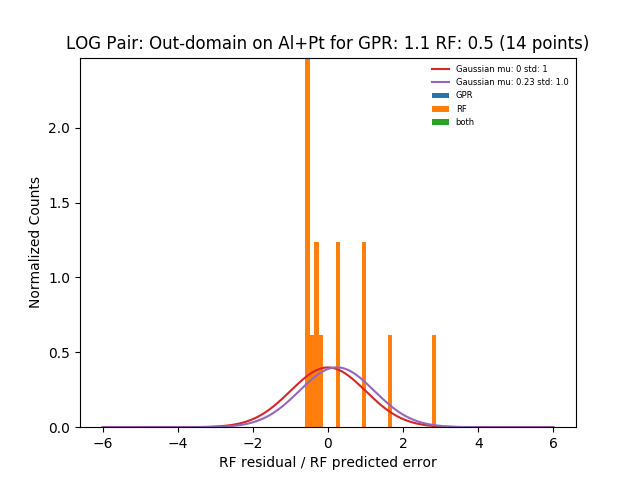 LOG Pair: Out-domain on Al+Pt for GPR: 1.1 RF: 0.5 (14 points)
Gaussian mu: 0 std: 1
Gaussian mu: 0.23 std: 1.0
GPR
RF
both
Normalized Counts
2.0
1.5
1.0
0.5
0.0
−6 −4 −2 0 2 4 6
RF residual / RF predicted error